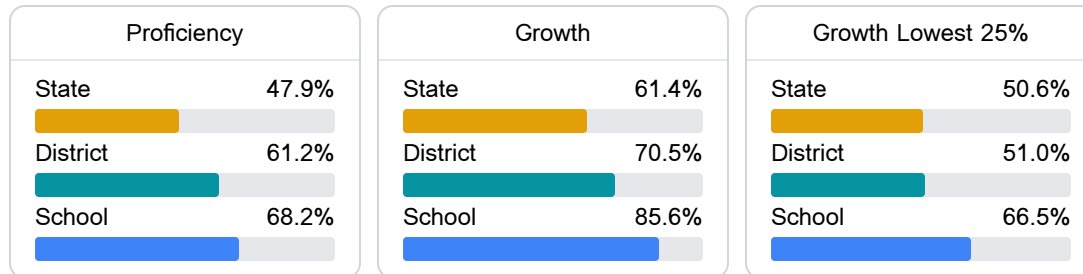 Proficiency
State 47.9%
District 61.2%
School 68.2%
Growth
State 61.4%
District 70.5%
School 85.6%
Growth Lowest 25%
State 50.6%
District 51.0%
School 66.5%